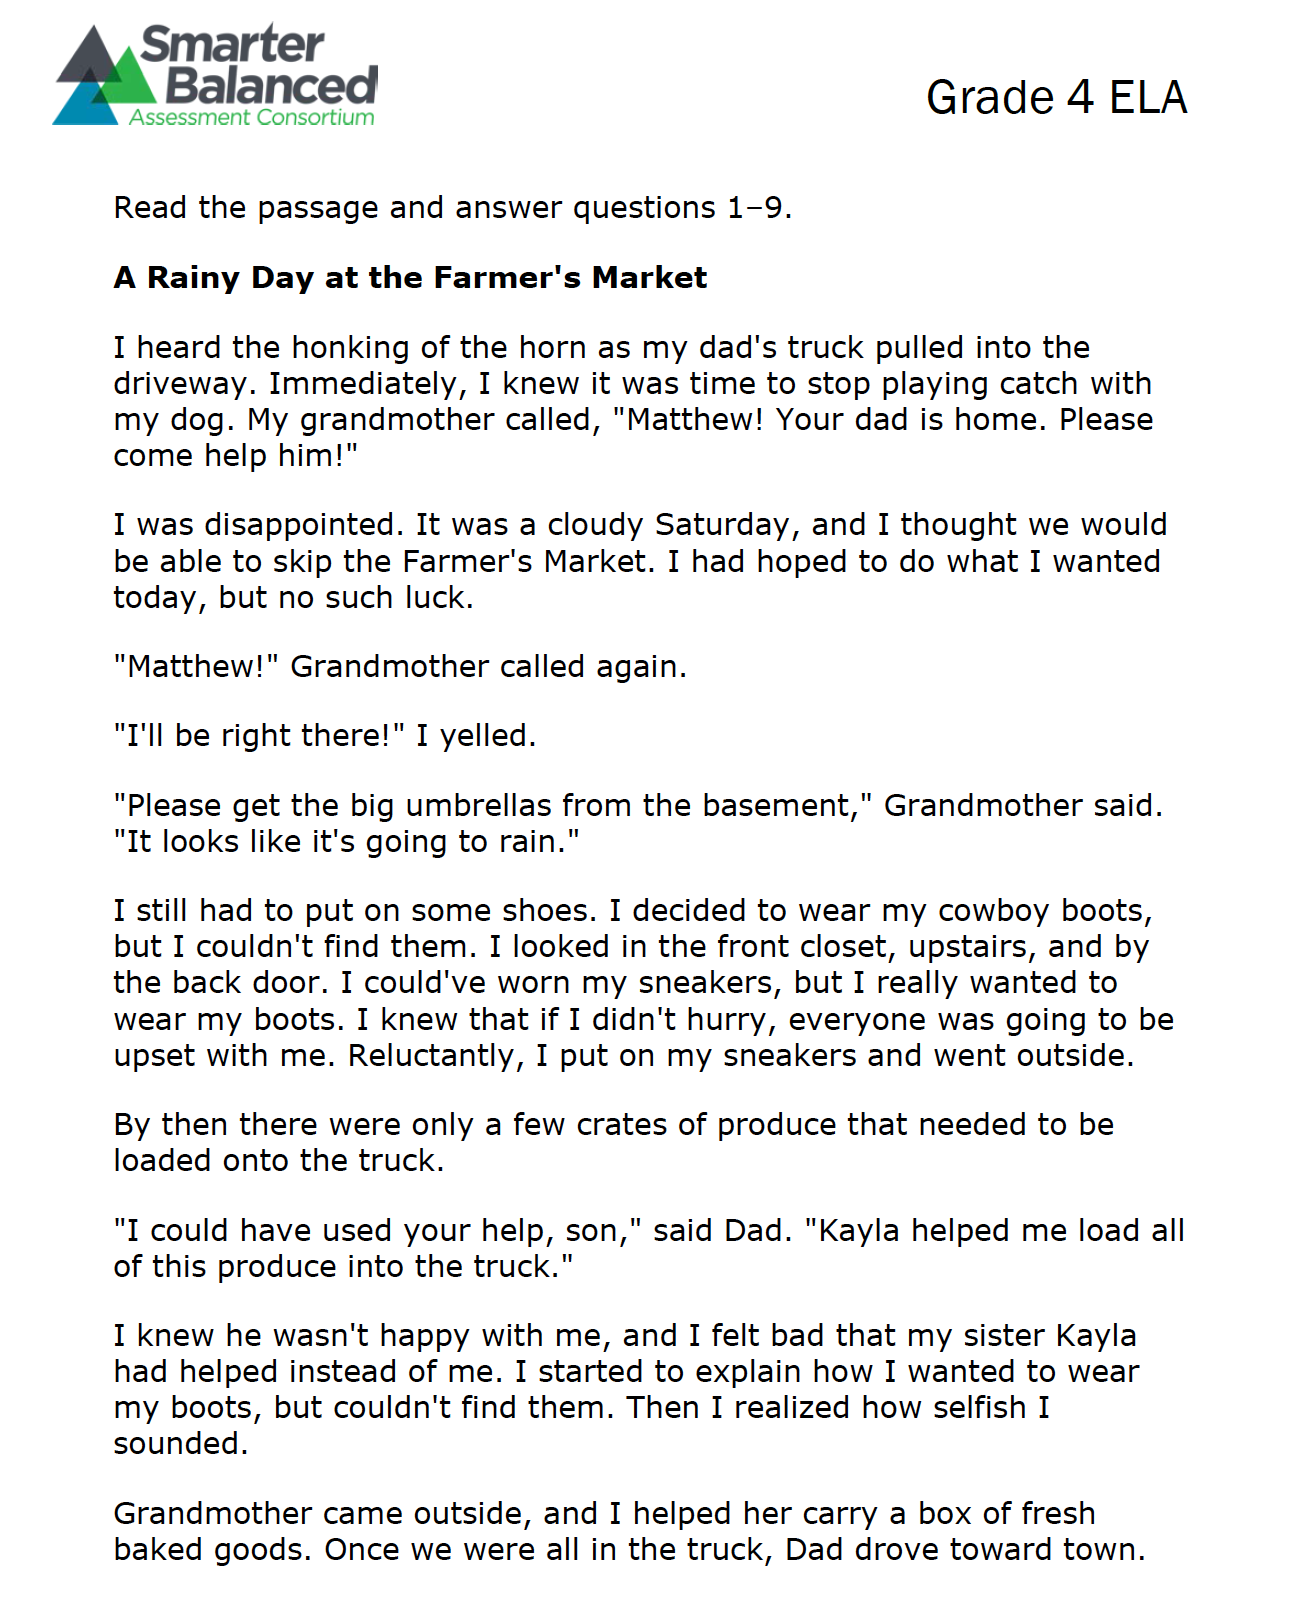 Smarter
Balanced
Assessment Consortium
Grade 4 ELA
Read the passage and answer questions 1–9.
A Rainy Day at the Farmer's Market
I heard the honking of the horn as my dad's truck pulled into the
driveway. Immediately, I knew it was time to stop playing catch with
my dog. My grandmother called, "Matthew! Your dad is home. Please
come help him!"
I was disappointed. It was a cloudy Saturday, and I thought we would
be able to skip the Farmer's Market. I had hoped to do what I wanted
today, but no such luck.
"Matthew!" Grandmother called again.
"I'll be right there!" I yelled.
"Please get the big umbrellas from the basement," Grandmother said.
"It looks like it's going to rain."
I still had to put on some shoes. I decided to wear my cowboy boots,
but I couldn't find them. I looked in the front closet, upstairs, and by
the back door. I could've worn my sneakers, but I really wanted to
wear my boots. I knew that if I didn't hurry, everyone was going to be
upset with me. Reluctantly, I put on my sneakers and went outside.
By then there were only a few crates of produce that needed to be
loaded onto the truck.
"I could have used your help, son," said Dad. "Kayla helped me load all
of this produce into the truck."
I knew he wasn't happy with me, and I felt bad that my sister Kayla
had helped instead of me. I started to explain how I wanted to wear
my boots, but couldn't find them. Then I realized how selfish I
sounded.
Grandmother came outside, and I helped her carry a box of fresh
baked goods. Once we were all in the truck, Dad drove toward town.